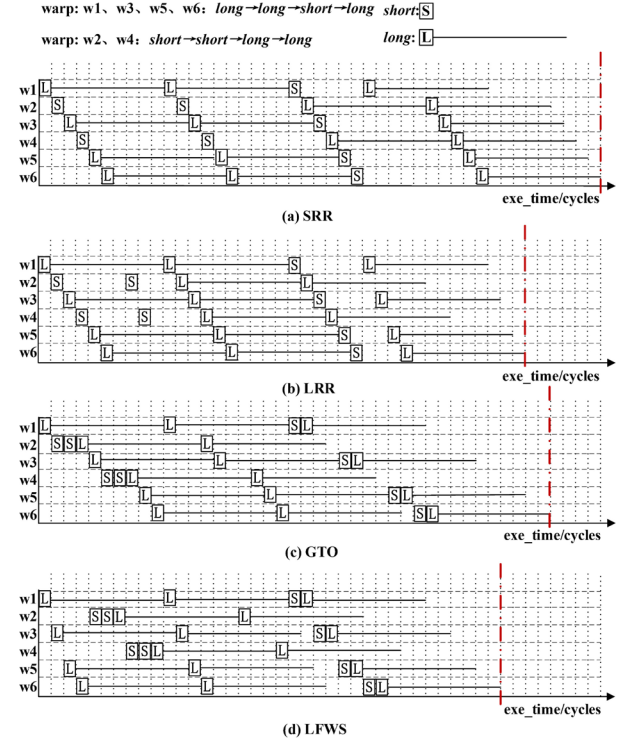 warp: w1、w3、w5、w6: long→long→short→long short: S
warp: w2、w4: short→short→long→long long: L
w1 L L S L
w2 S S L L
w3 L L S L
w4 S S L L
w5 L L S L
w6 L L S L
exe_time/cycles
(a) SRR
w1 L L S L
w2 S S L L
w3 L L S L
w4 S S L L
w5 L L S L
w6 L L S L
exe_time/cycles
(b) LRR
w1 L L S L
w2 S S L L
w3 L L S L
w4 S S L L
w5 L L S L
w6 L L S L
exe_time/cycles
(c) GTO
w1 L L S L
w2 S S L L
w3 L L S L
w4 S S L L
w5 L L S L
w6 L L S L
exe_time/cycles
(d) LFWS